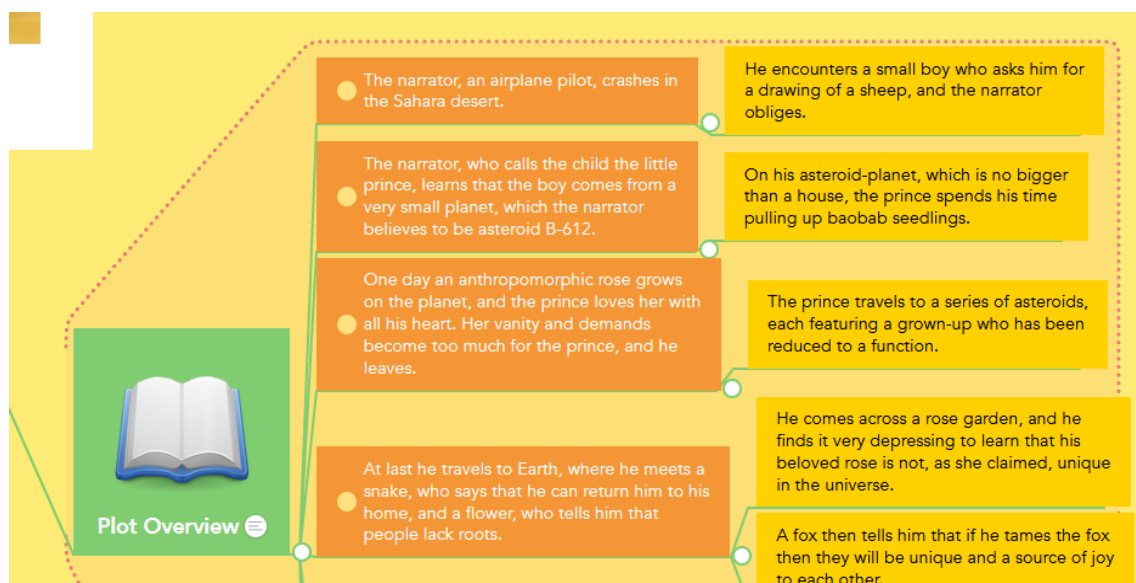 The narrator, an airplane pilot, crashes in
the Sahara desert.
He encounters a small boy who asks him for
a drawing of a sheep, and the narrator
obliges.
The narrator, who calls the child the little
prince, learns that the boy comes from a
very small planet, which the narrator
believes to be asteroid B-612.
On his asteroid-planet, which is no bigger
than a house, the prince spends his time
pulling up baobab seedlings.
One day an anthropomorphic rose grows
on the planet, and the prince loves her with
all his heart. Her vanity and demands
become too much for the prince, and he
leaves.
The prince travels to a series of asteroids,
each featuring a grown-up who has been
reduced to a function.
Plot Overview
At last he travels to Earth, where he meets a
snake, who says that he can return him to his
home, and a flower, who tells him that
people lack roots.
He comes across a rose garden, and he
finds it very depressing to learn that his
beloved rose is not, as she claimed, unique
in the universe.
A fox then tells him that if he tames the fox
then they will be unique and a source of joy
to each other.